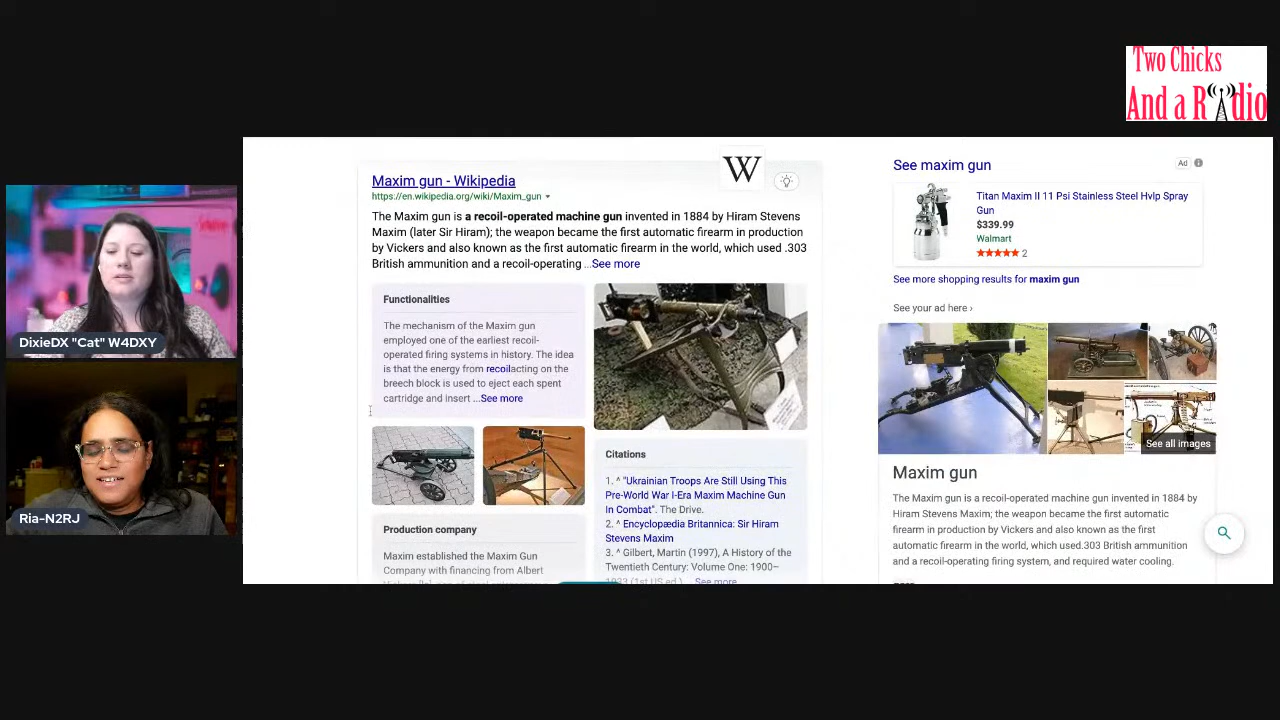 Two Chicks
And a Radio
DixieDX "Cat" W4DXY
Ria-N2RJ
Maxim gun - Wikipedia
https://en.wikipedia.org/wiki/Maxim_gun
W
The Maxim gun is a recoil-operated machine gun invented in 1884 by Hiram Stevens
Maxim (later Sir Hiram); the weapon became the first automatic firearm in production
by Vickers and also known as the first automatic firearm in the world, which used .303
British ammunition and a recoil-operating ...See more
Functionalities
The mechanism of the Maxim gun
employed one of the earliest recoil-
operated firing systems in history. The idea
is that the energy from recoilacting on the
breech block is used to eject each spent
cartridge and insert ...See more
Production company
Maxim established the Maxim Gun
Company with financing from Albert
Citations
1. ^ "Ukrainian Troops Are Still Using This
Pre-World War I-Era Maxim Machine Gun
In Combat". The Drive.
2. ^ Encyclopædia Britannica: Sir Hiram
Stevens Maxim
3. ^ Gilbert, Martin (1997), A History of the
Twentieth Century: Volume One: 1900–
1933 (1st US ed.) ... See more
See maxim gun
Ad
Titan Maxim II 11 Psi Stainless Steel Hvlp Spray
Gun
$339.99
Walmart
★★★★★ 2
See more shopping results for maxim gun
See your ad here ›
See all images
Maxim gun
The Maxim gun is a recoil-operated machine gun invented in 1884 by
Hiram Stevens Maxim; the weapon became the first automatic
firearm in production by Vickers and also known as the first
automatic firearm in the world, which used.303 British ammunition
and a recoil-operating firing system, and required water cooling.